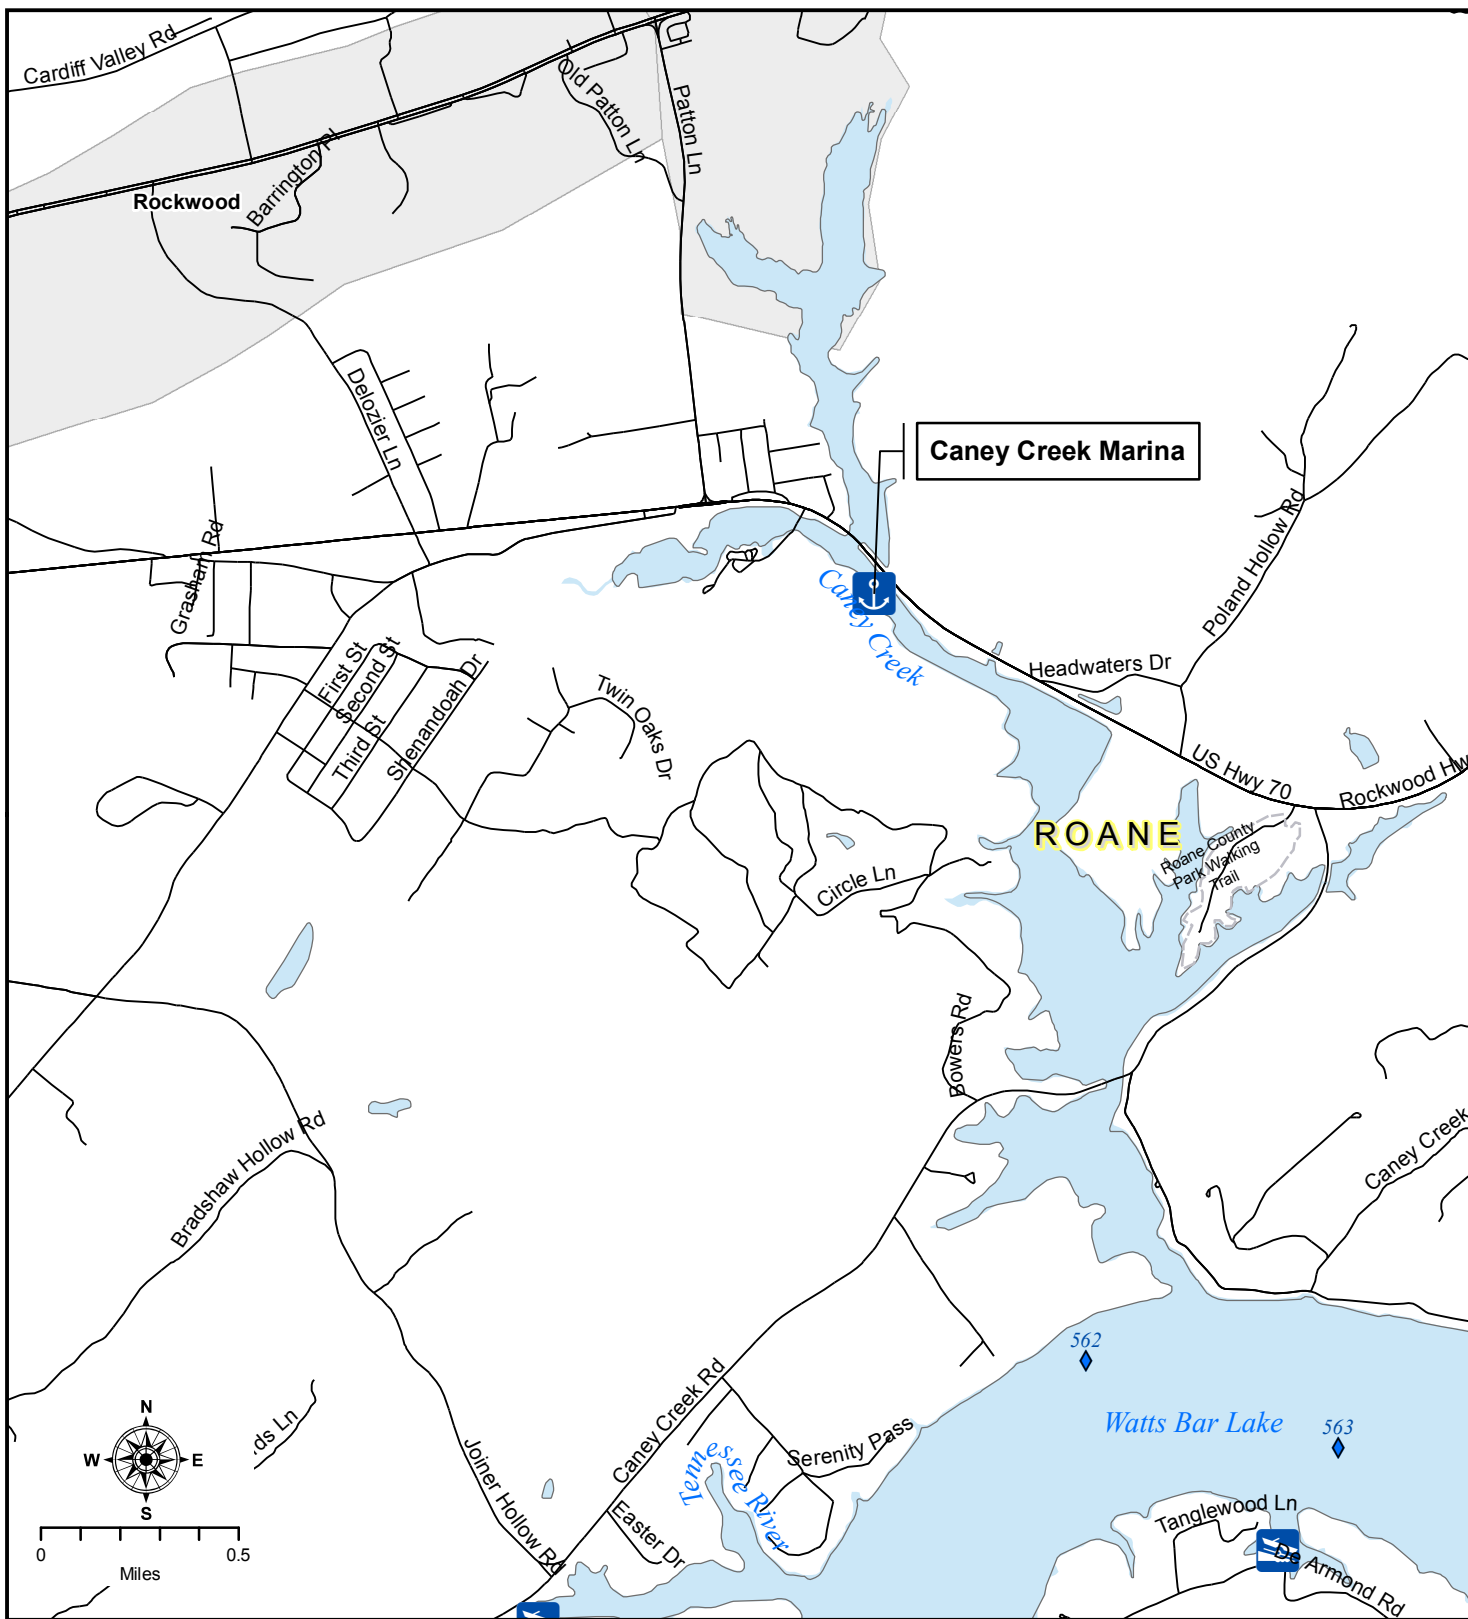 Cardiff Valley Rd
Old Patton Ln
Patton Ln
Barrington Pl
Rockwood
Delozier Ln
Caney Creek Marina
Grasham Rd
Poland Hollow Rd
Caney Creek
Headwaters Dr
First St
Second St
Third St
Shenandoah Dr
Twin Oaks Dr
US Hwy 70
Rockwood Hw
ROANE
Roane County
Park Walking
Trail
Circle Ln
Bowers Rd
Bradshaw Hollow Rd
Caney Creek
562
Watts Bar Lake
563
Caney Creek Rd
Serenity Pass
Tennessee River
Joiner Hollow Rd
Easter Dr
ds Ln
Tanglewood Ln
De Armond Rd
N
W
E
S
0
0.5
Miles